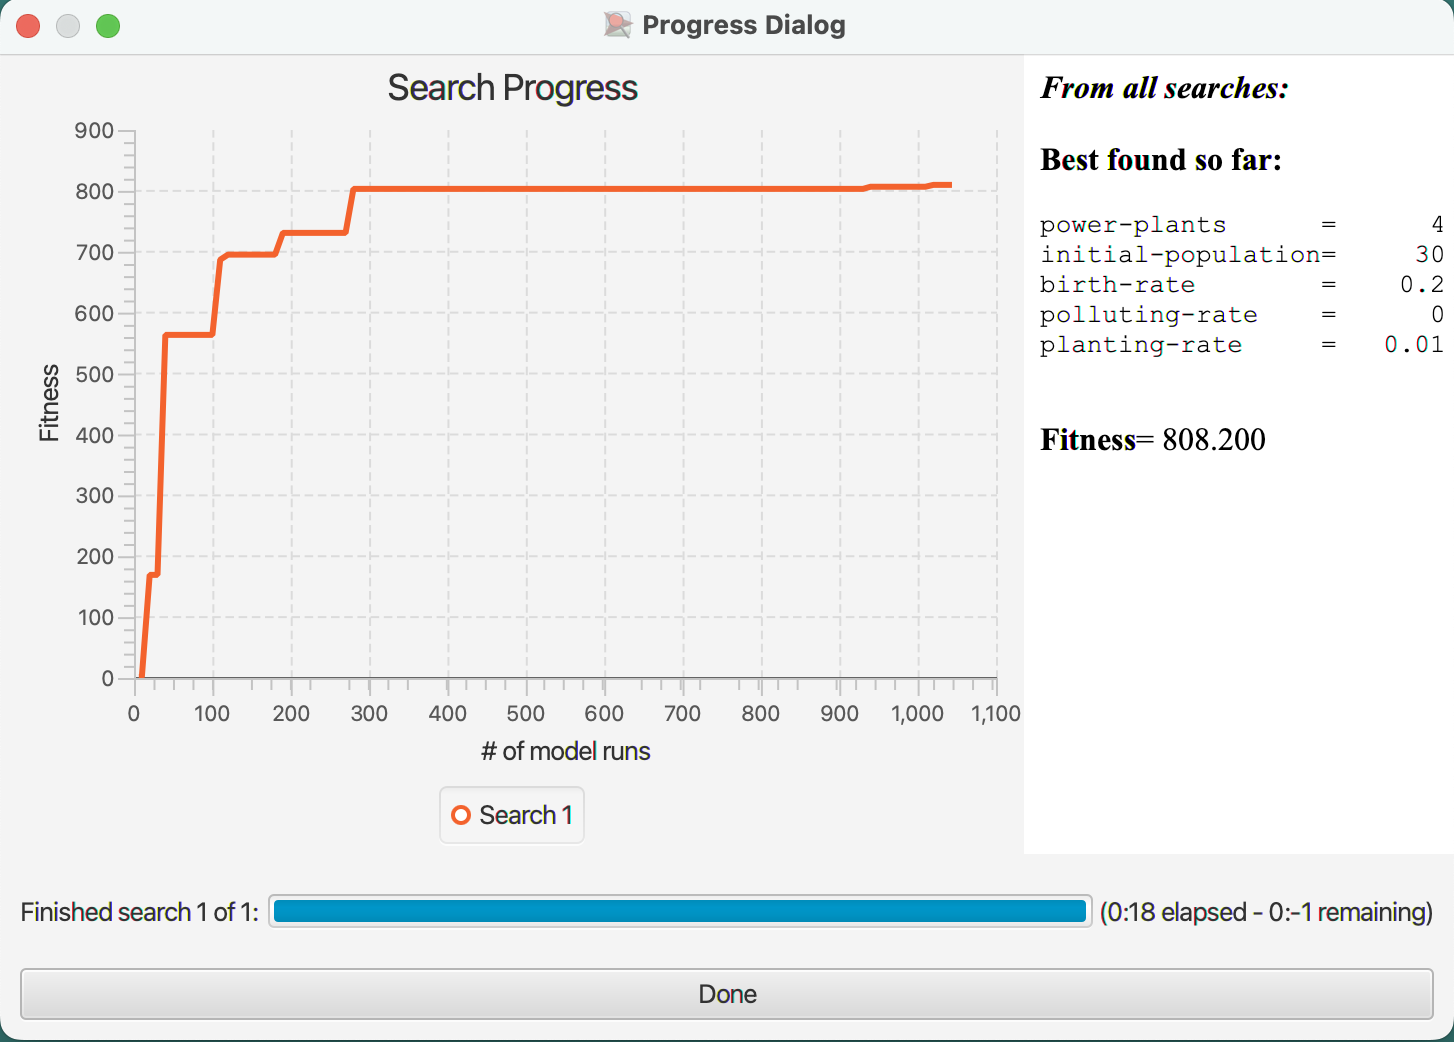 Progress Dialog
Search Progress
900
800
700
600
500
400
300
200
100
0
Fitness
0 100 200 300 400 500 600 700 800 900 1,000 1,100
# of model runs
Search 1
From all searches:
Best found so far:
power-plants = 4
initial-population= 30
birth-rate = 0.2
polluting-rate = 0
planting-rate = 0.01
Fitness= 808.200
Finished search 1 of 1: (0:18 elapsed - 0:-1 remaining)
Done